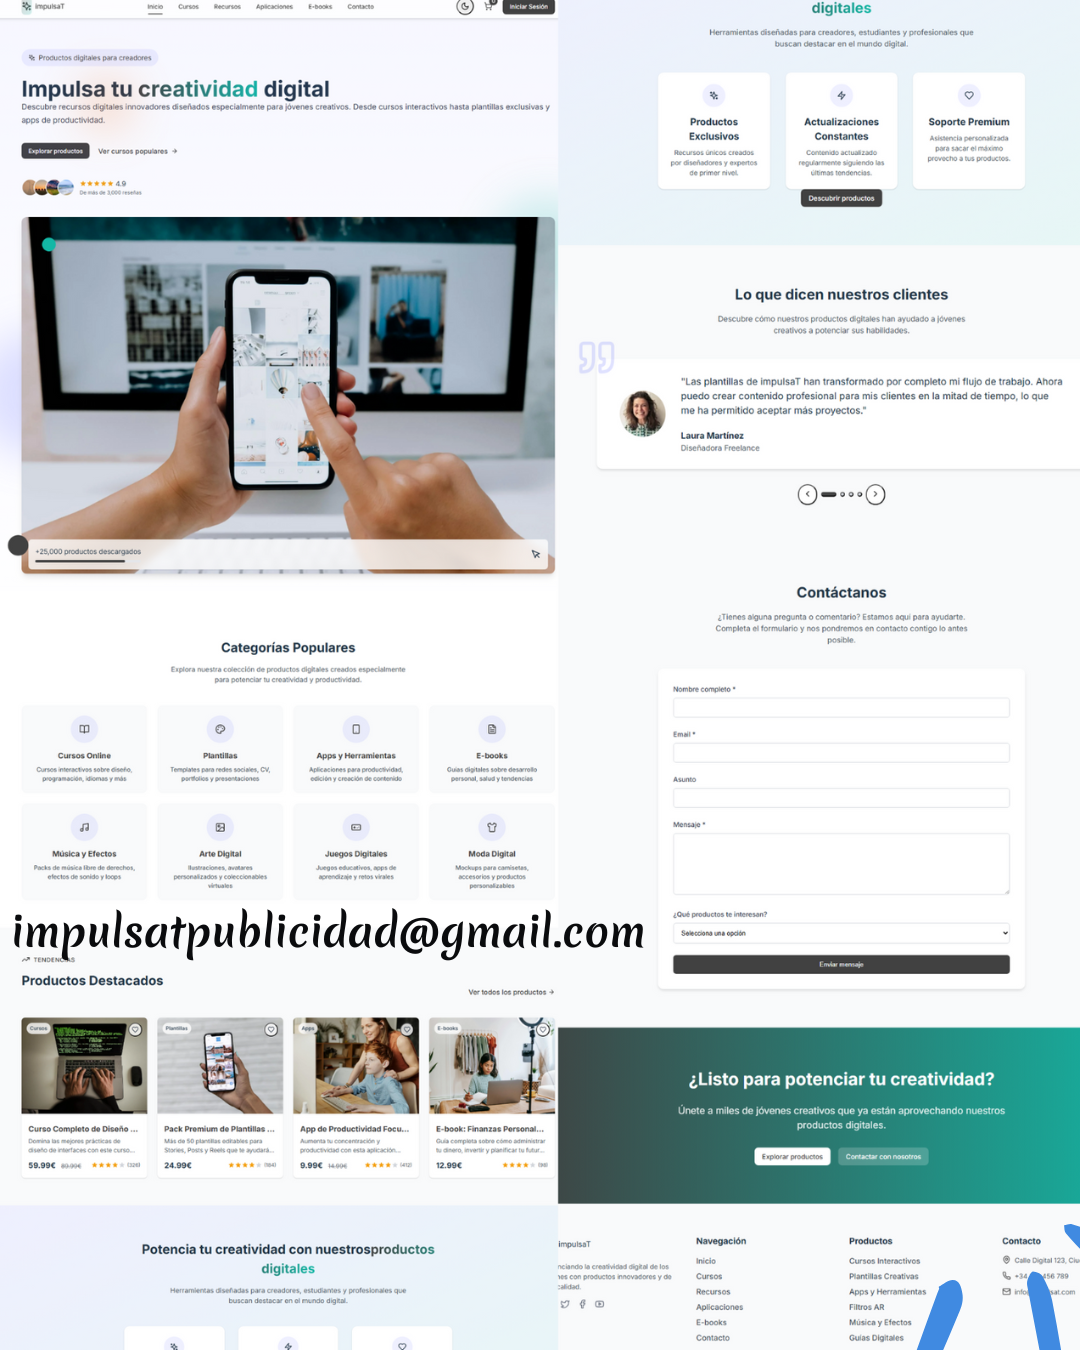 impulsaT
Inicio Cursos Recursos Aplicaciones E-books Contacto
Iniciar Sesión
Productos digitales para creadores
Impulsa tu creatividad digital
Descubre recursos digitales innovadores diseñados especialmente para jóvenes creativos. Desde cursos interactivos hasta plantillas exclusivas y
apps de productividad.
Explorar productos Ver cursos populares →
4.9
De más de 3,000 reseñas
+25,000 productos descargados
Categorías Populares
Explora nuestra colección de productos digitales creados especialmente
para potenciar tu creatividad y productividad.
Cursos Online
Cursos interactivos sobre diseño,
programación, idiomas y más
Plantillas
Templates para redes sociales, CV,
portfolios y presentaciones
Apps y Herramientas
Aplicaciones para productividad,
edición y creación de contenido
E-books
Guías digitales sobre desarrollo
personal, salud y tendencias
Música y Efectos
Packs de música libre de derechos,
efectos de sonido y loops
Arte Digital
Ilustraciones, avatares
personalizados y coleccionables
virtuales
Juegos Digitales
Juegos educativos, apps de
aprendizaje y retos virales
Moda Digital
Mockups para camisetas,
accesorios y productos
personalizables
impulsatpublicidad@gmail.com
TENDENCIAS
Productos Destacados
Ver todos los productos →
Cursos
Curso Completo de Diseño ...
Domina las mejores prácticas de
diseño de interfaces con este curso...
59.99€ 89.99€ (328)
Plantillas
Pack Premium de Plantillas ...
Más de 50 plantillas editables para
Stories, Posts y Reels que te ayudará...
24.99€ (164)
Apps
App de Productividad Focu...
Aumenta tu concentración y
productividad con esta aplicación...
9.99€ 14.99€ (412)
E-books
E-book: Finanzas Personal...
Guía completa sobre cómo administrar
tu dinero, invertir y planificar tu futur...
12.99€ (98)
Potencia tu creatividad con nuestrosproductos
digitales
Herramientas diseñadas para creadores, estudiantes y profesionales que
buscan destacar en el mundo digital.
digitales
Herramientas diseñadas para creadores, estudiantes y profesionales que
buscan destacar en el mundo digital.
Productos
Exclusivos
Recursos únicos creados
por diseñadores y expertos
de primer nivel.
Actualizaciones
Constantes
Contenido actualizado
regularmente siguiendo las
últimas tendencias.
Soporte Premium
Asistencia personalizada
para sacar el máximo
provecho a tus productos.
Descubrir productos
Lo que dicen nuestros clientes
Descubre cómo nuestros productos digitales han ayudado a jóvenes
creativos a potenciar sus habilidades.
"Las plantillas de impulsaT han transformado por completo mi flujo de trabajo. Ahora
puedo crear contenido profesional para mis clientes en la mitad de tiempo, lo que
me ha permitido aceptar más proyectos."
Laura Martínez
Diseñadora Freelance
Contáctanos
¿Tienes alguna pregunta o comentario? Estamos aquí para ayudarte.
Completa el formulario y nos pondremos en contacto contigo lo antes
posible.
Nombre completo *
Email *
Asunto
Mensaje *
¿Qué productos te interesan?
Selecciona una opción
Enviar mensaje
¿Listo para potenciar tu creatividad?
Únete a miles de jóvenes creativos que ya están aprovechando nuestros
productos digitales.
Explorar productos Contactar con nosotros
impulsaT
nciando la creatividad digital de los
nes con productos innovadores y de
calidad.
Navegación
Inicio
Cursos
Recursos
Aplicaciones
E-books
Contacto
Productos
Cursos Interactivos
Plantillas Creativas
Apps y Herramientas
Filtros AR
Música y Efectos
Guías Digitales
Contacto
Calle Digital 123, Ciu
+34 456 789
info sat.com